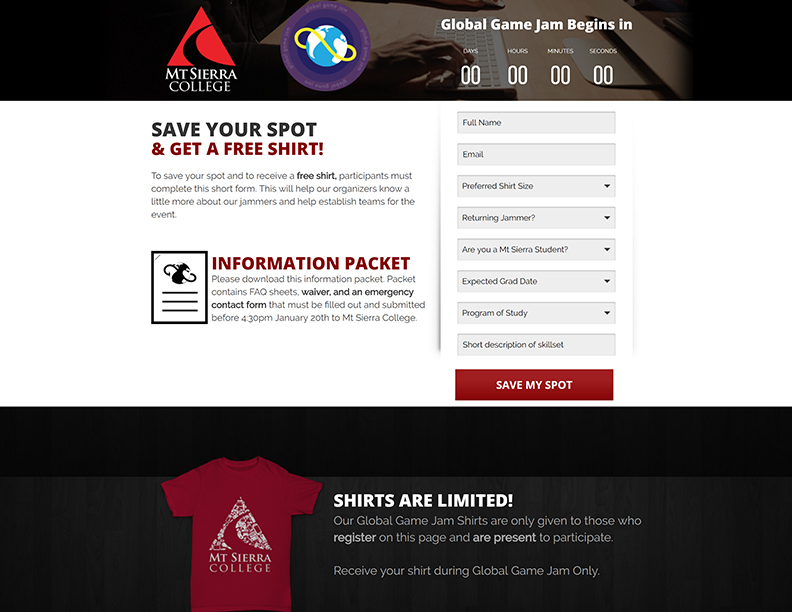 MT SIERRA
COLLEGE
global game jam
Global Game Jam Begins in
DAYS HOURS MINUTES SECONDS
00 00 00 00
SAVE YOUR SPOT
& GET A FREE SHIRT!
To save your spot and to receive a free shirt, participants must
complete this short form. This will help our organizers know a
little more about our jammers and help establish teams for the
event.
INFORMATION PACKET
Please download this information packet. Packet
contains FAQ sheets, waiver, and an emergency
contact form that must be filled out and submitted
before 4:30pm January 20th to Mt Sierra College.
Full Name
Email
Preferred Shirt Size
Returning Jammer?
Are you a Mt Sierra Student?
Expected Grad Date
Program of Study
Short description of skillset
SAVE MY SPOT
MT SIERRA
COLLEGE
SHIRTS ARE LIMITED!
Our Global Game Jam Shirts are only given to those who
register on this page and are present to participate.
Receive your shirt during Global Game Jam Only.